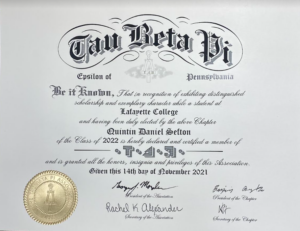 Tau Beta Pi
Epsilon of Pennsylvania
Be it Known, That in recognition of exhibiting distinguished
scholarship and exemplary character while a student at
Lafayette College
and having been duly elected by the above Chapter
Quintin Daniel Sefton
of the Class of 2022 is hereby declared and certified a member of
· T · B · Π ·
and is granted all the honors, insignia and privileges of this Association.
Given this 14th day of November 2021
President of the Association
President of the Chapter
Rachel K. Alexander
Secretary of the Association
Secretary of the Chapter